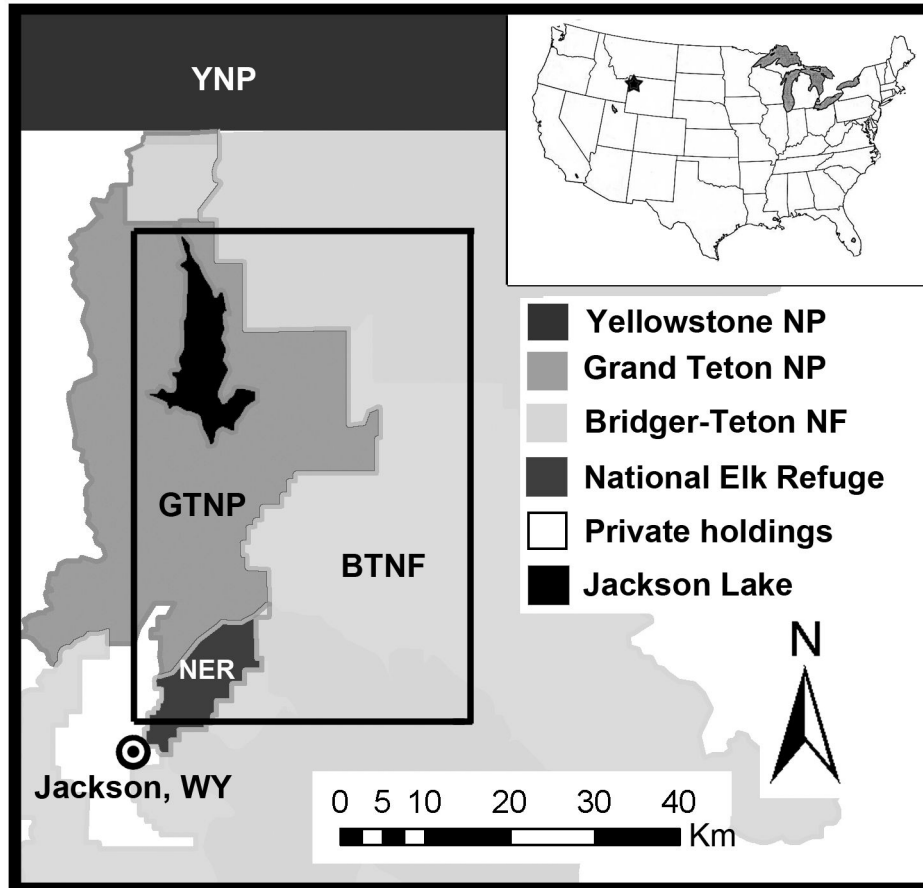 YNP
Yellowstone NP
Grand Teton NP
Bridger-Teton NF
National Elk Refuge
Private holdings
Jackson Lake
GTNP
BTNF
NER
N
Jackson, WY
0 5 10 20 30 40
Km